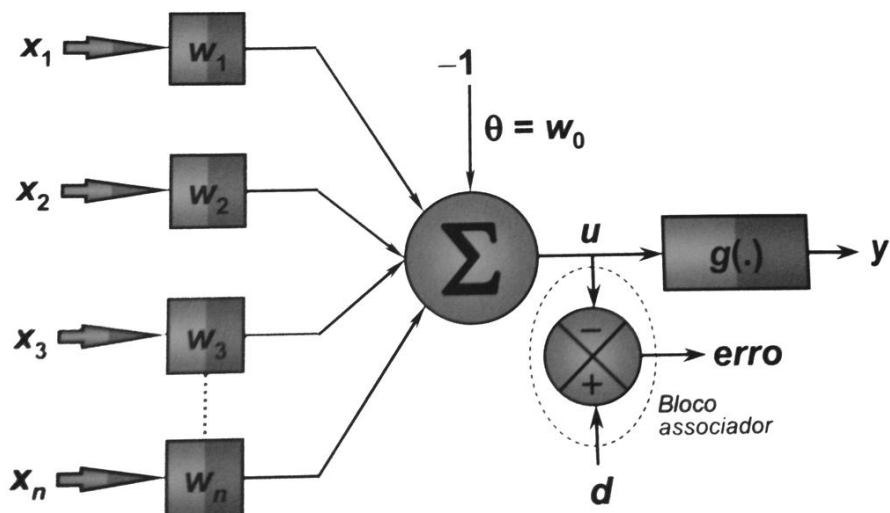 x₁
w₁
−1
θ = w₀
x₂
w₂
Σ
u
g(.)
y
x₃
w₃
−
+
erro
Bloco
associador
xₙ
wₙ
d